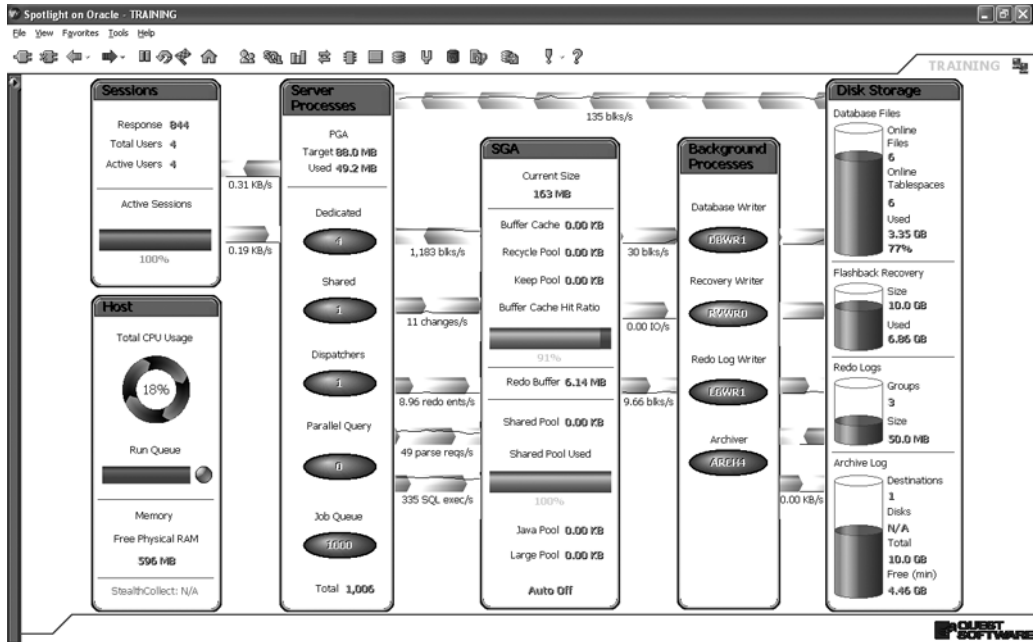 Spotlight on Oracle - TRAINING
File View Favorites Tools Help
TRAINING
Sessions
Response 844
Total Users 4
Active Users 4
Active Sessions
100%
Host
Total CPU Usage
18%
Run Queue
Memory
Free Physical RAM
596 MB
StealthCollect: N/A
0.31 KB/s
0.19 KB/s
Server
Processes
PGA
Target 88.0 MB
Used 49.2 MB
Dedicated
4
Shared
1
Dispatchers
1
Parallel Query
0
Job Queue
1000
Total 1,006
135 blks/s
1,183 blks/s
11 changes/s
8.96 redo ents/s
49 parse reqs/s
335 SQL exec/s
SGA
Current Size
163 MB
Buffer Cache 0.00 KB
Recycle Pool 0.00 KB
Keep Pool 0.00 KB
Buffer Cache Hit Ratio
91%
Redo Buffer 6.14 MB
Shared Pool 0.00 KB
Shared Pool Used
100%
Java Pool 0.00 KB
Large Pool 0.00 KB
Auto Off
30 blks/s
0.00 IO/s
9.66 blks/s
Background
Processes
Database Writer
DBWR1
Recovery Writer
RVWR0
Redo Log Writer
LGWR1
Archiver
ARCH4
0.00 KB/s
Disk Storage
Database Files
Online
Files
6
Online
Tablespaces
6
Used
3.35 GB
77%
Flashback Recovery
Size
10.0 GB
Used
6.86 GB
Redo Logs
Groups
3
Size
50.0 MB
Archive Log
Destinations
1
Disks
N/A
Total
10.0 GB
Free (min)
4.46 GB
QUEST
SOFTWARE